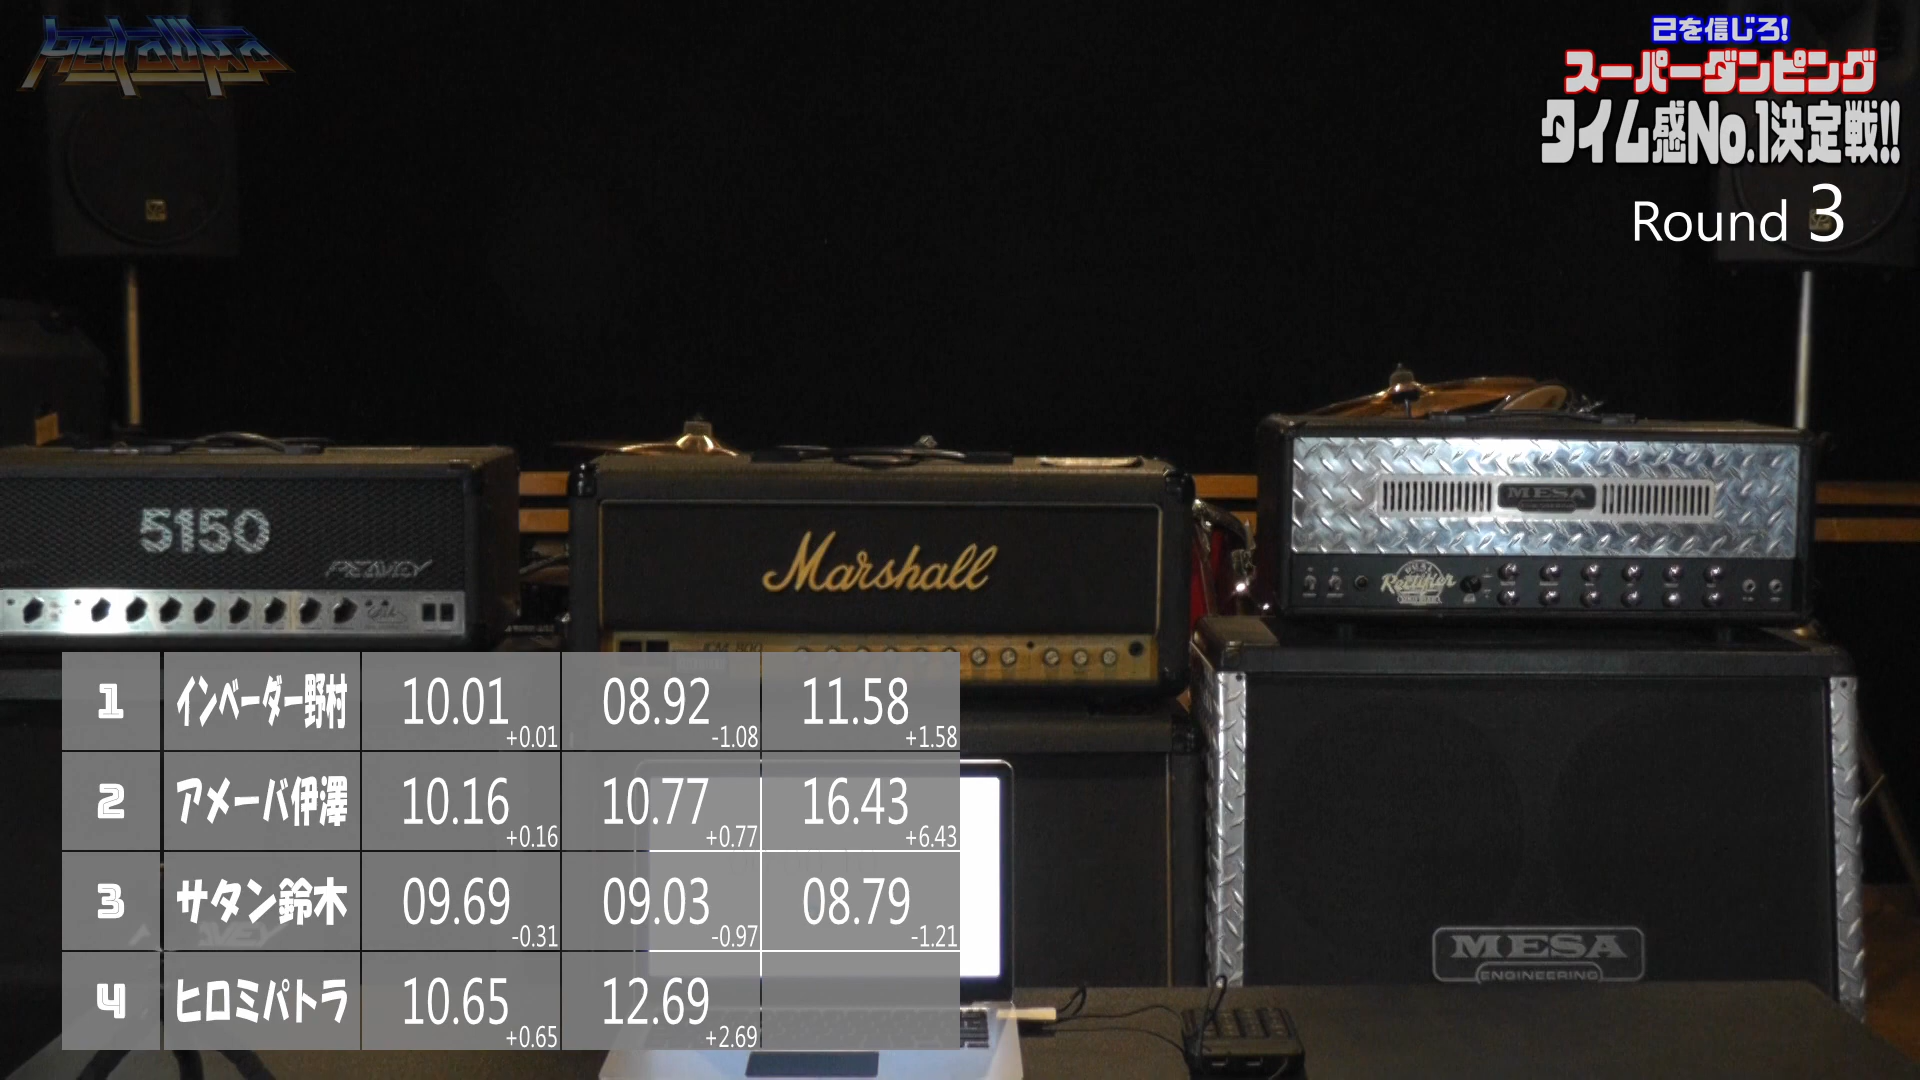 己を信じろ!
スーパーダンピング
タイム感No.1決定戦!!
Round 3
5150
PEAVEY
Marshall
JCM 800
MESA
Rectifier
MESA
ENGINEERING
1 インベーダー野村 10.01 +0.01 08.92 -1.08 11.58 +1.58
2 アメーバ伊澤 10.16 +0.16 10.77 +0.77 16.43 +6.43
3 サタン鈴木 09.69 -0.31 09.03 -0.97 08.79 -1.21
4 ヒロミパトラ 10.65 +0.65 12.69 +2.69